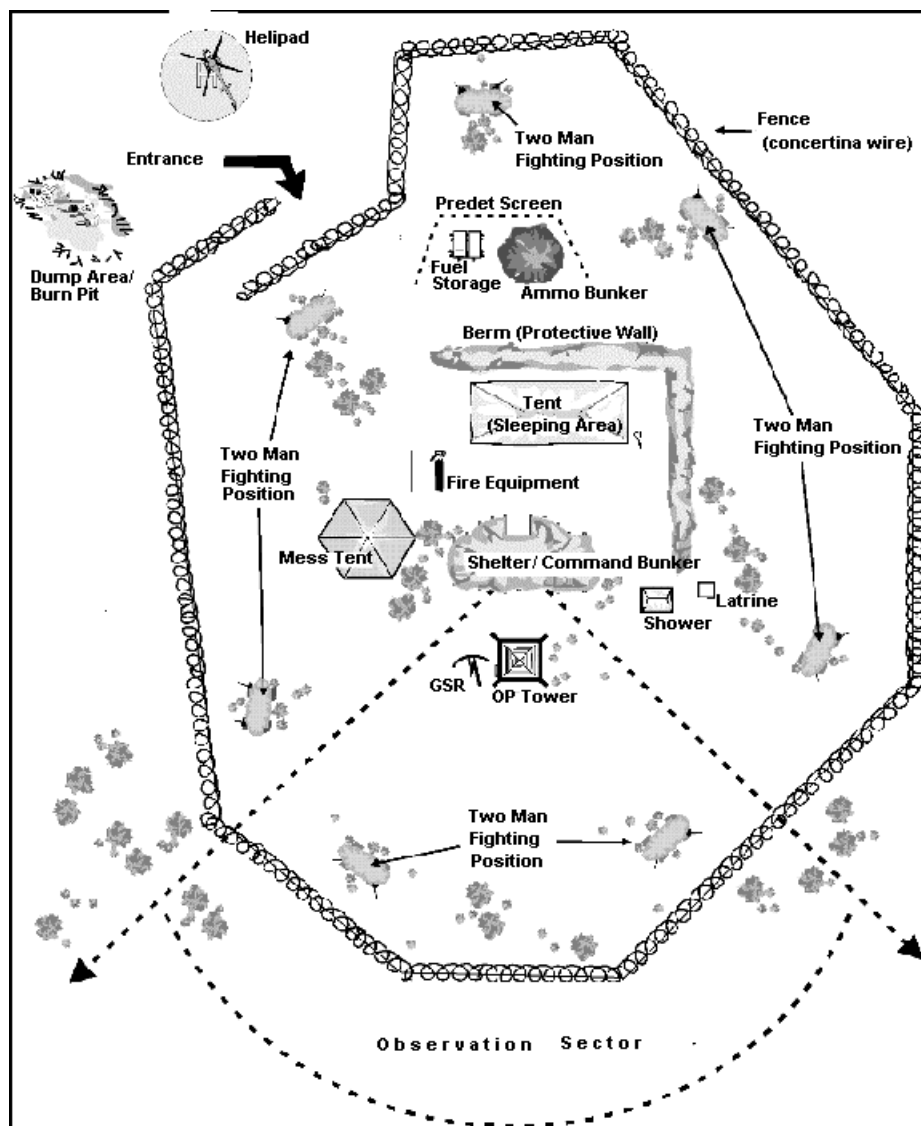 Helipad
Two Man
Fighting Position
Fence
(concertina wire)
Entrance
Dump Area/
Burn Pit
Predet Screen
Fuel
Storage
Ammo Bunker
Berm (Protective Wall)
Tent
(Sleeping Area)
Two Man
Fighting Position
Two Man
Fighting
Position
Fire Equipment
Mess Tent
Shelter/ Command Bunker
Latrine
Shower
GSR
OP Tower
Two Man
Fighting
Position
Observation Sector